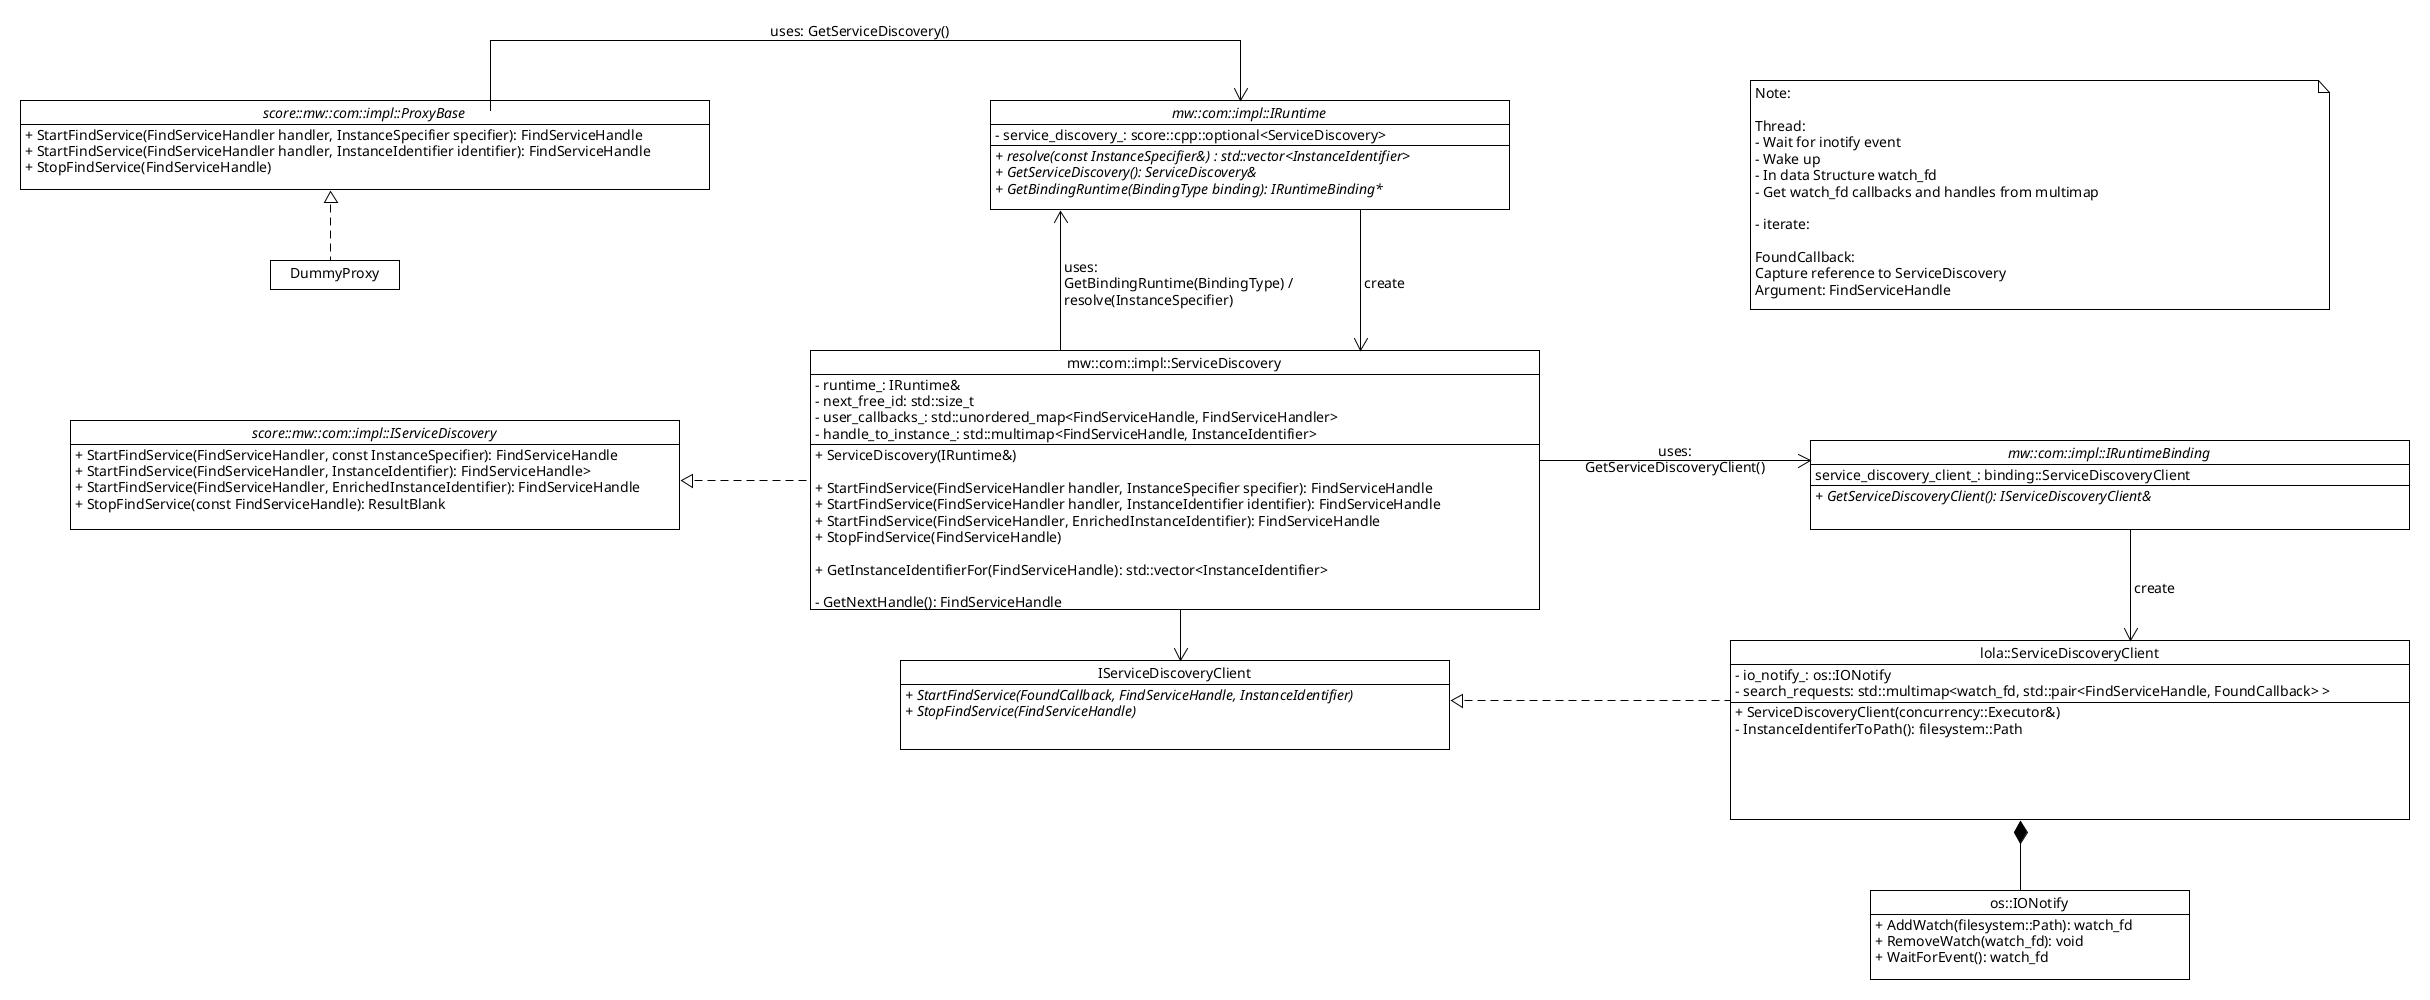 uses: GetServiceDiscovery()
score::mw::com::impl::ProxyBase
+ StartFindService(FindServiceHandler handler, InstanceSpecifier specifier): FindServiceHandle
+ StartFindService(FindServiceHandler handler, InstanceIdentifier identifier): FindServiceHandle
+ StopFindService(FindServiceHandle)
DummyProxy
mw::com::impl::IRuntime
- service_discovery_: score::cpp::optional<ServiceDiscovery>
+ resolve(const InstanceSpecifier&) : std::vector<InstanceIdentifier>
+ GetServiceDiscovery(): ServiceDiscovery&
+ GetBindingRuntime(BindingType binding): IRuntimeBinding*
Note:
Thread:
- Wait for inotify event
- Wake up
- In data Structure watch_fd
- Get watch_fd callbacks and handles from multimap
- iterate:
FoundCallback:
Capture reference to ServiceDiscovery
Argument: FindServiceHandle
uses:
GetBindingRuntime(BindingType) /
resolve(InstanceSpecifier)
create
mw::com::impl::ServiceDiscovery
- runtime_: IRuntime&
- next_free_id: std::size_t
- user_callbacks_: std::unordered_map<FindServiceHandle, FindServiceHandler>
- handle_to_instance_: std::multimap<FindServiceHandle, InstanceIdentifier>
+ ServiceDiscovery(IRuntime&)
+ StartFindService(FindServiceHandler handler, InstanceSpecifier specifier): FindServiceHandle
+ StartFindService(FindServiceHandler handler, InstanceIdentifier identifier): FindServiceHandle
+ StartFindService(FindServiceHandler, EnrichedInstanceIdentifier): FindServiceHandle
+ StopFindService(FindServiceHandle)
+ GetInstanceIdentifierFor(FindServiceHandle): std::vector<InstanceIdentifier>
- GetNextHandle(): FindServiceHandle
score::mw::com::impl::IServiceDiscovery
+ StartFindService(FindServiceHandler, const InstanceSpecifier): FindServiceHandle
+ StartFindService(FindServiceHandler, InstanceIdentifier): FindServiceHandle>
+ StartFindService(FindServiceHandler, EnrichedInstanceIdentifier): FindServiceHandle
+ StopFindService(const FindServiceHandle): ResultBlank
uses:
GetServiceDiscoveryClient()
mw::com::impl::IRuntimeBinding
service_discovery_client_: binding::ServiceDiscoveryClient
+ GetServiceDiscoveryClient(): IServiceDiscoveryClient&
create
IServiceDiscoveryClient
+ StartFindService(FoundCallback, FindServiceHandle, InstanceIdentifier)
+ StopFindService(FindServiceHandle)
lola::ServiceDiscoveryClient
- io_notify_: os::IONotify
- search_requests: std::multimap<watch_fd, std::pair<FindServiceHandle, FoundCallback> >
+ ServiceDiscoveryClient(concurrency::Executor&)
- InstanceIdentiferToPath(): filesystem::Path
os::IONotify
+ AddWatch(filesystem::Path): watch_fd
+ RemoveWatch(watch_fd): void
+ WaitForEvent(): watch_fd